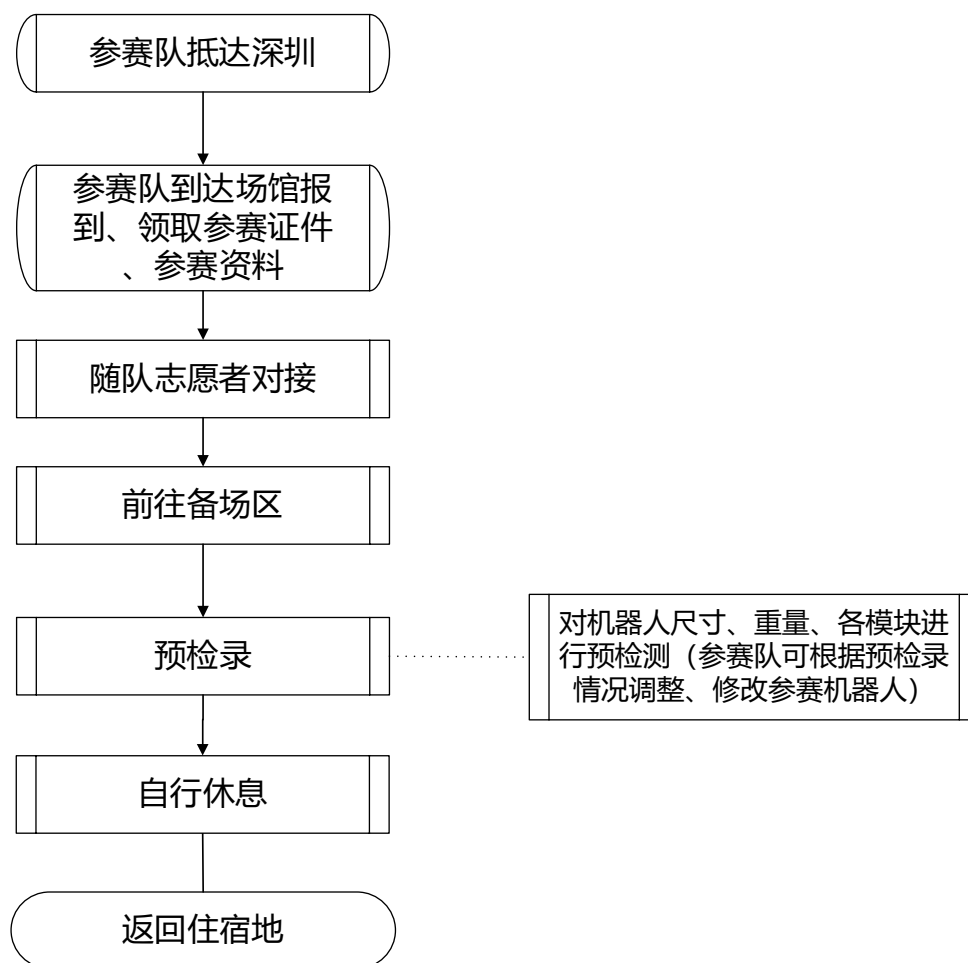 参赛队抵达深圳
参赛队到达场馆报
到、领取参赛证件
、参赛资料
随队志愿者对接
前往备场区
预检录
对机器人尺寸、重量、各模块进
行预检测（参赛队可根据预检录
情况调整、修改参赛机器人）
自行休息
返回住宿地